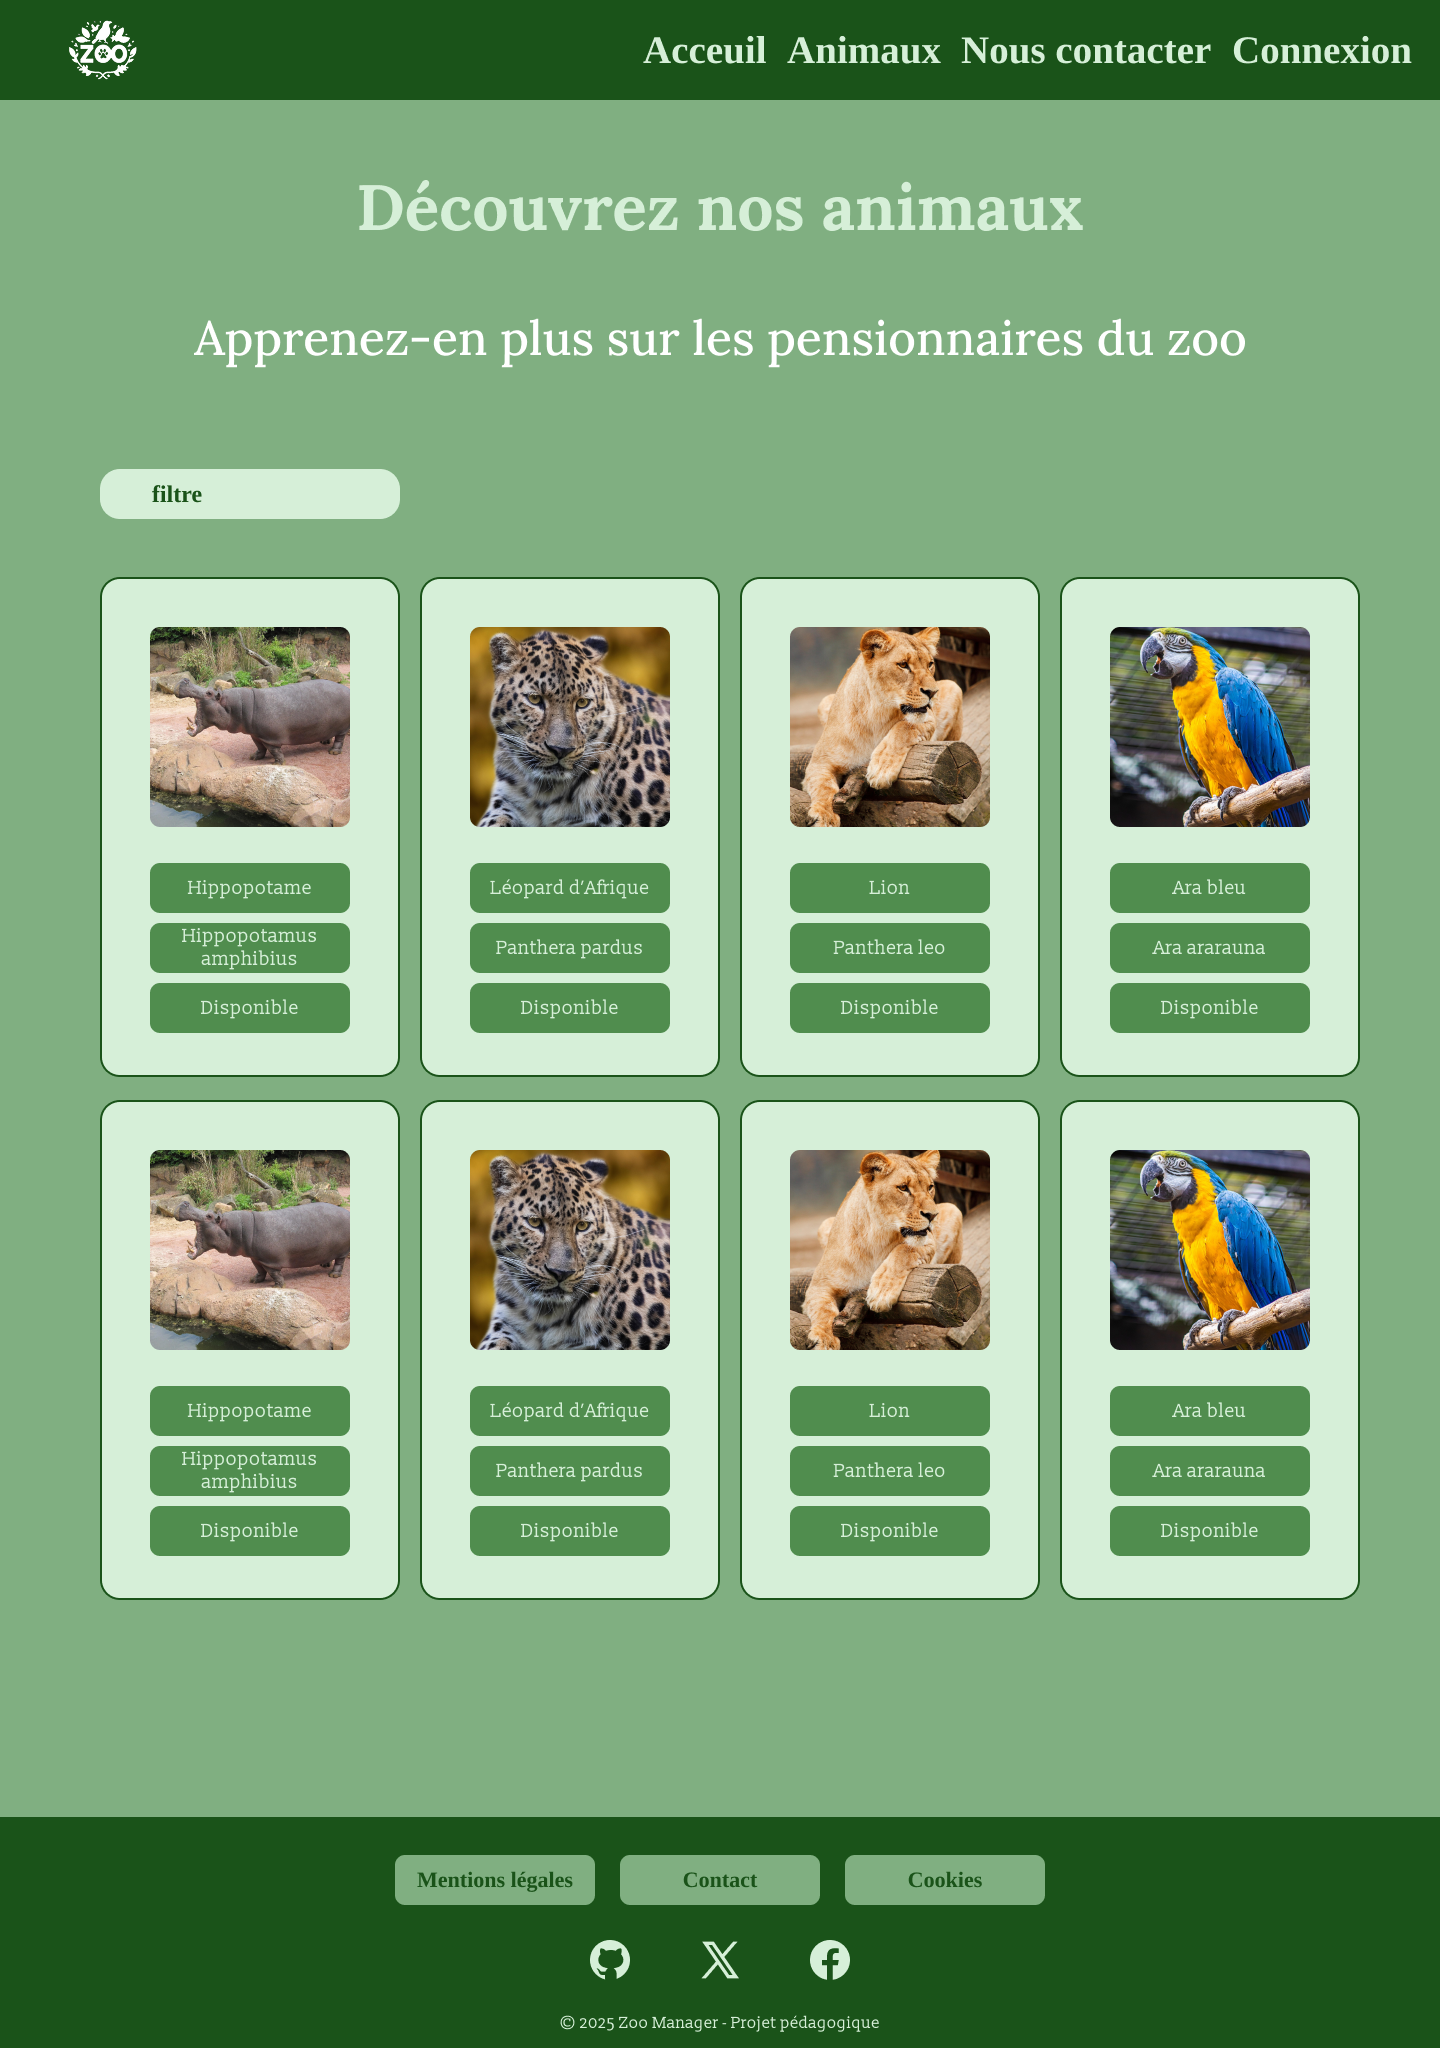 ZOO
Acceuil Animaux Nous contacter Connexion
Découvrez nos animaux
Apprenez-en plus sur les pensionnaires du zoo
filtre
Hippopotame
Hippopotamus
amphibius
Disponible
Léopard d’Afrique
Panthera pardus
Disponible
Lion
Panthera leo
Disponible
Ara bleu
Ara ararauna
Disponible
Hippopotame
Hippopotamus
amphibius
Disponible
Léopard d’Afrique
Panthera pardus
Disponible
Lion
Panthera leo
Disponible
Ara bleu
Ara ararauna
Disponible
Mentions légales
Contact
Cookies
© 2025 Zoo Manager - Projet pédagogique